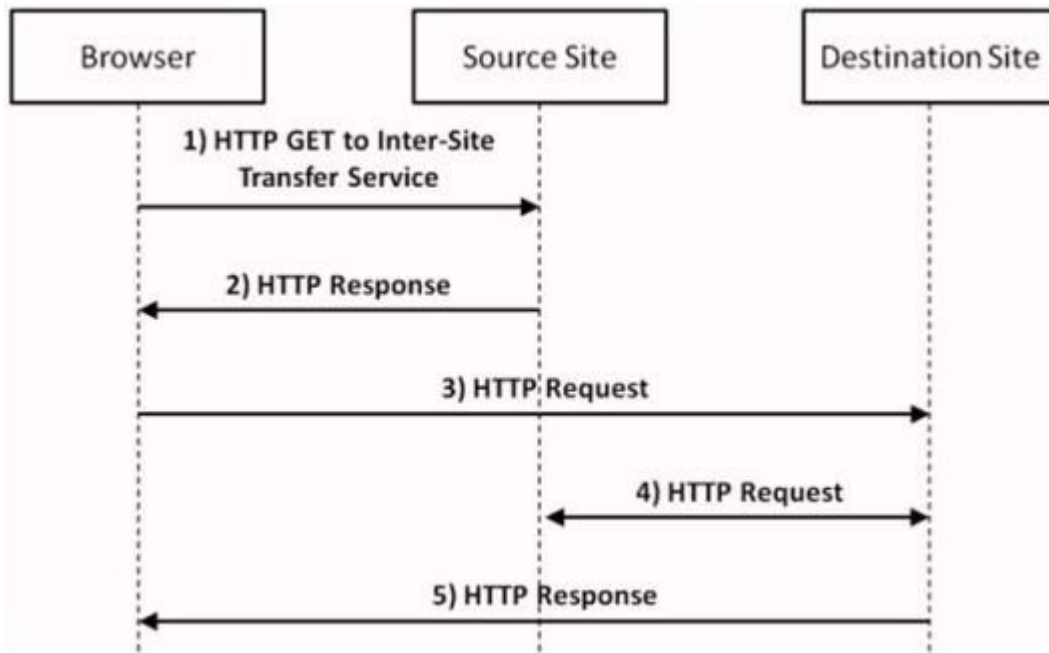 Browser
Source Site
Destination Site
1) HTTP GET to Inter-Site
Transfer Service
2) HTTP Response
3) HTTP Request
4) HTTP Request
5) HTTP Response